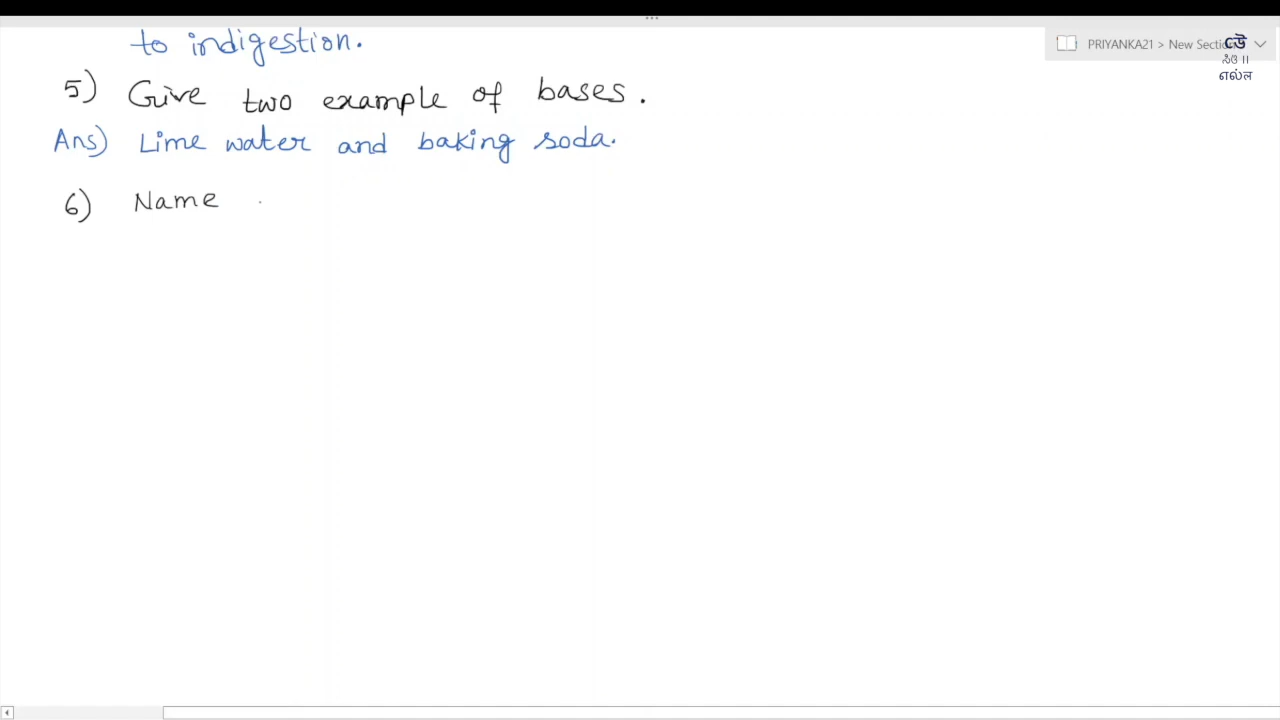 to indigestion.
PRIYANKA21 > New Section
5) Give two example of bases.
Ans) Lime water and baking soda.
6) Name